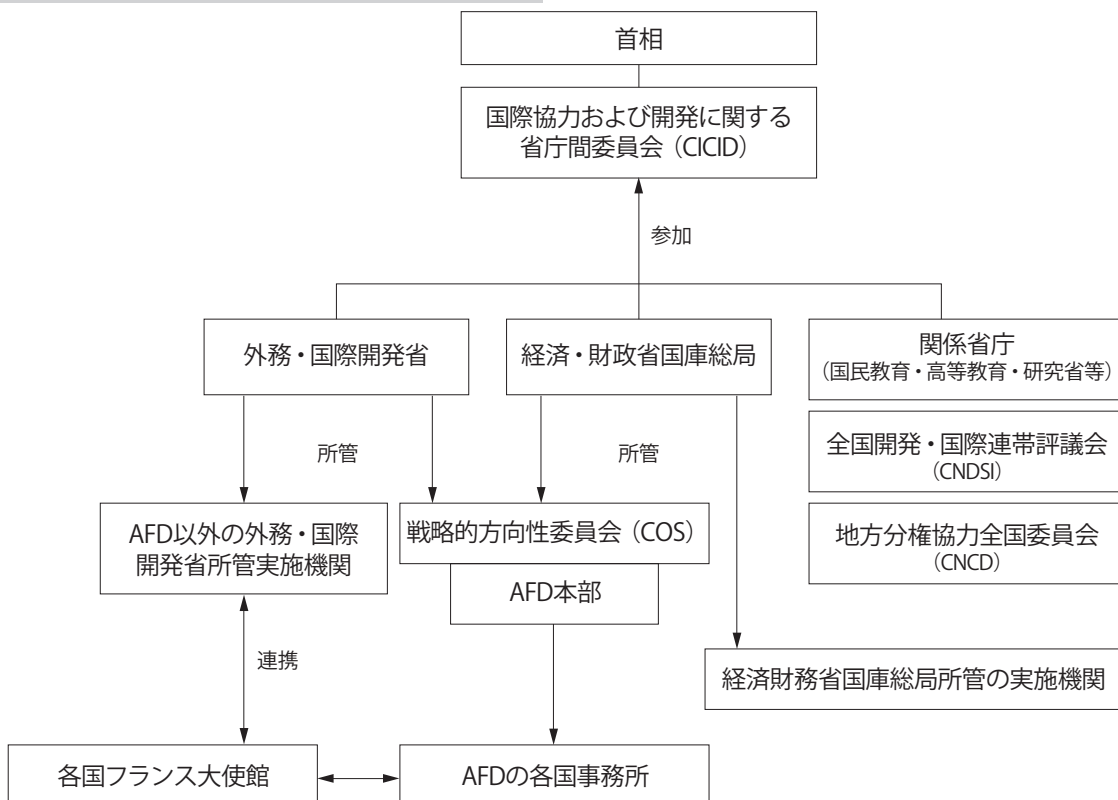 首相
国際協力および開発に関する
省庁間委員会（CICID）
参加
外務・国際開発省
経済・財政省国庫総局
関係省庁
（国民教育・高等教育・研究省等）
所管
所管
全国開発・国際連帯評議会
（CNDSI）
AFD以外の外務・国際
開発省所管実施機関
戦略的方向性委員会（COS）
地方分権協力全国委員会
（CNCD）
AFD本部
連携
経済財務省国庫総局所管の実施機関
各国フランス大使館
AFDの各国事務所